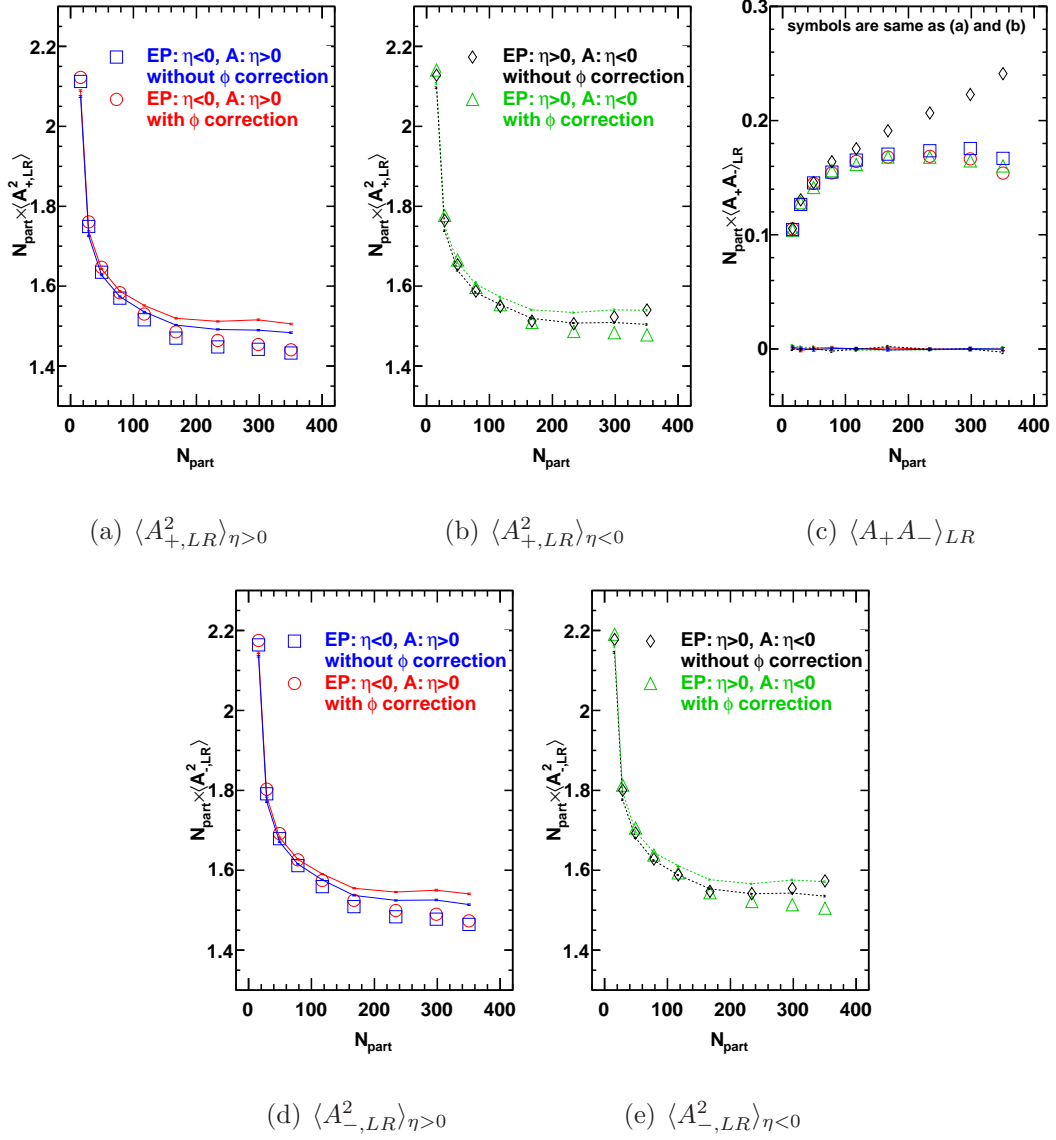 2.2
2
1.8
1.6
1.4
N_part × ⟨A²_+,LR⟩
EP: η<0, A: η>0
without ϕ correction
EP: η<0, A: η>0
with ϕ correction
0 100 200 300 400
N_part
2.2
2
1.8
1.6
1.4
N_part × ⟨A²_+,LR⟩
EP: η>0, A: η<0
without ϕ correction
EP: η>0, A: η<0
with ϕ correction
0 100 200 300 400
N_part
0.3
0.2
0.1
0
N_part × ⟨A_+A_-⟩_LR
symbols are same as (a) and (b)
0 100 200 300 400
N_part
(a) ⟨A²_+,LR⟩_η>0
(b) ⟨A²_+,LR⟩_η<0
(c) ⟨A_+A_−⟩_LR
2.2
2
1.8
1.6
1.4
N_part × ⟨A²_-,LR⟩
EP: η<0, A: η>0
without ϕ correction
EP: η<0, A: η>0
with ϕ correction
0 100 200 300 400
N_part
2.2
2
1.8
1.6
1.4
N_part × ⟨A²_-,LR⟩
EP: η>0, A: η<0
without ϕ correction
EP: η>0, A: η<0
with ϕ correction
0 100 200 300 400
N_part
(d) ⟨A²_−,LR⟩_η>0
(e) ⟨A²_−,LR⟩_η<0